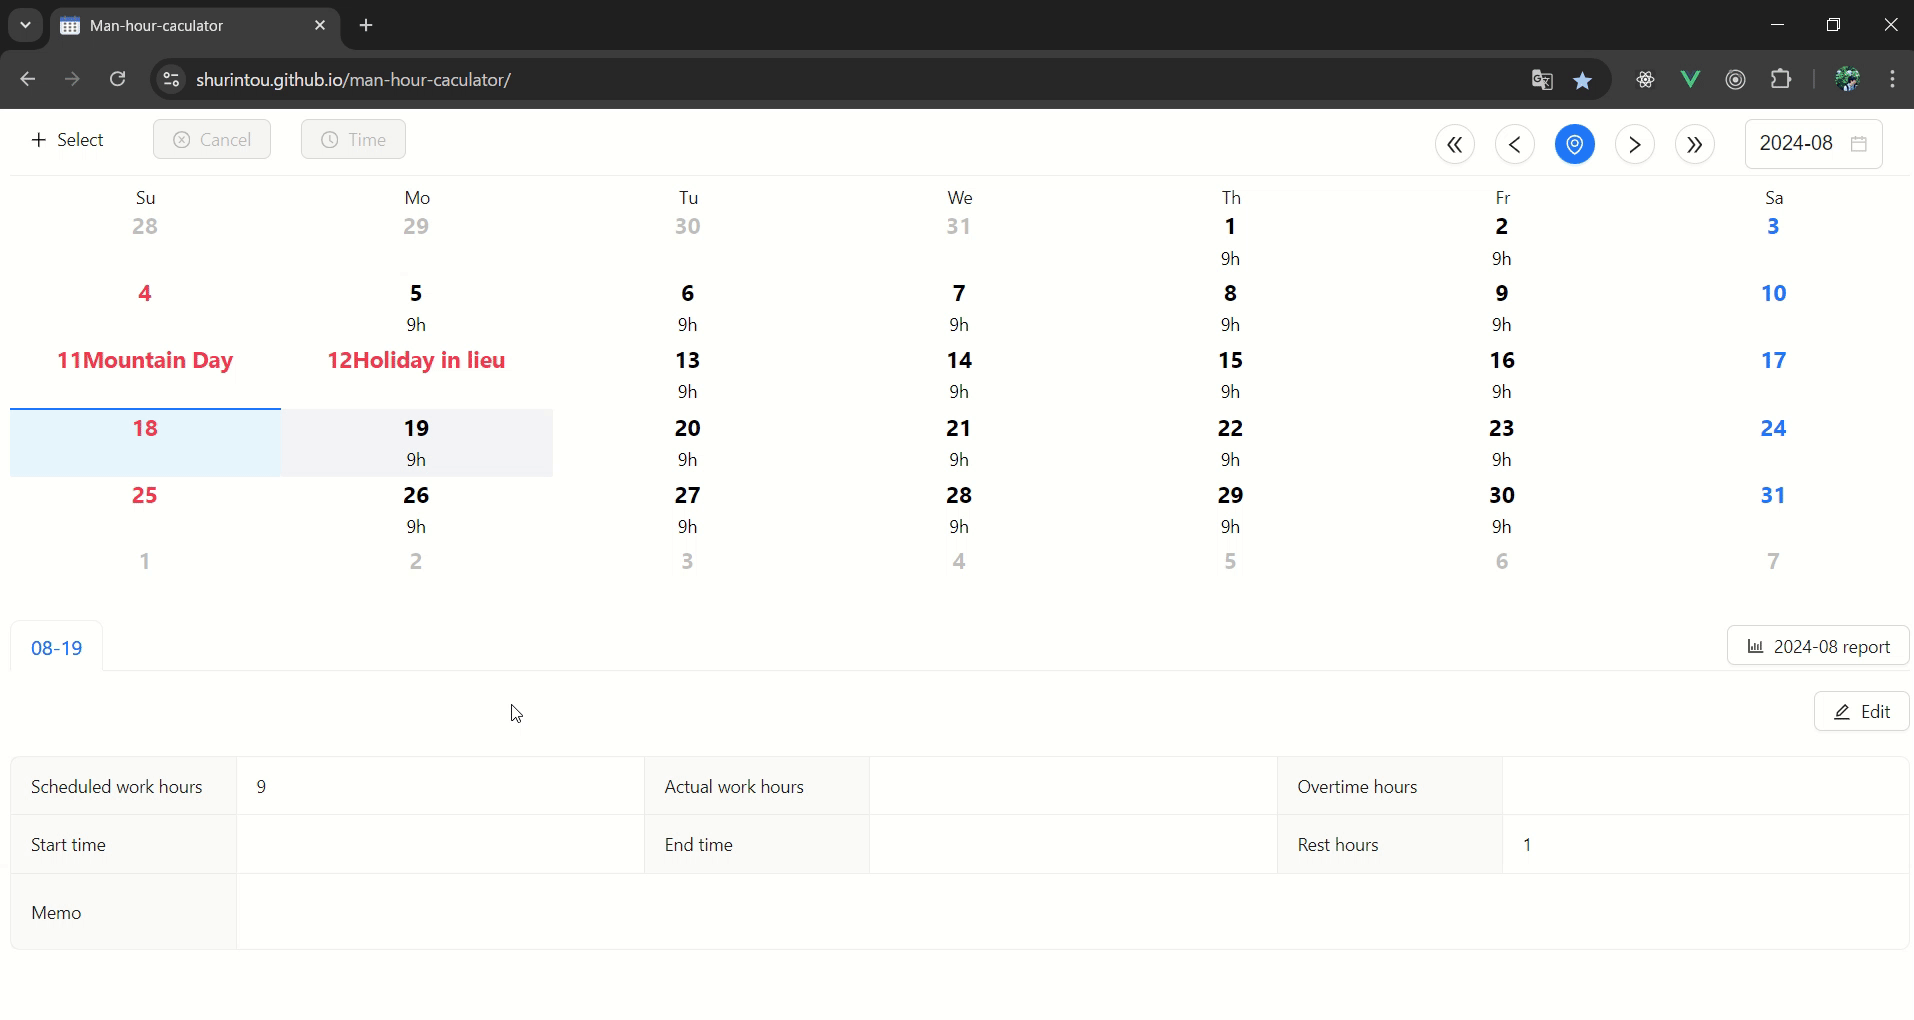 Man-hour-caculator
shurintou.github.io/man-hour-caculator/
Select Cancel Time 2024-08
Su Mo Tu We Th Fr Sa
28 29 30 31 1 2 3
9h 9h
4 5 6 7 8 9 10
9h 9h 9h 9h 9h
11Mountain Day 12Holiday in lieu 13 14 15 16 17
9h 9h 9h 9h
18 19 20 21 22 23 24
9h 9h 9h 9h 9h
25 26 27 28 29 30 31
9h 9h 9h 9h 9h
1 2 3 4 5 6 7
08-19 2024-08 report
Edit
Scheduled work hours 9 Actual work hours Overtime hours
Start time End time Rest hours 1
Memo